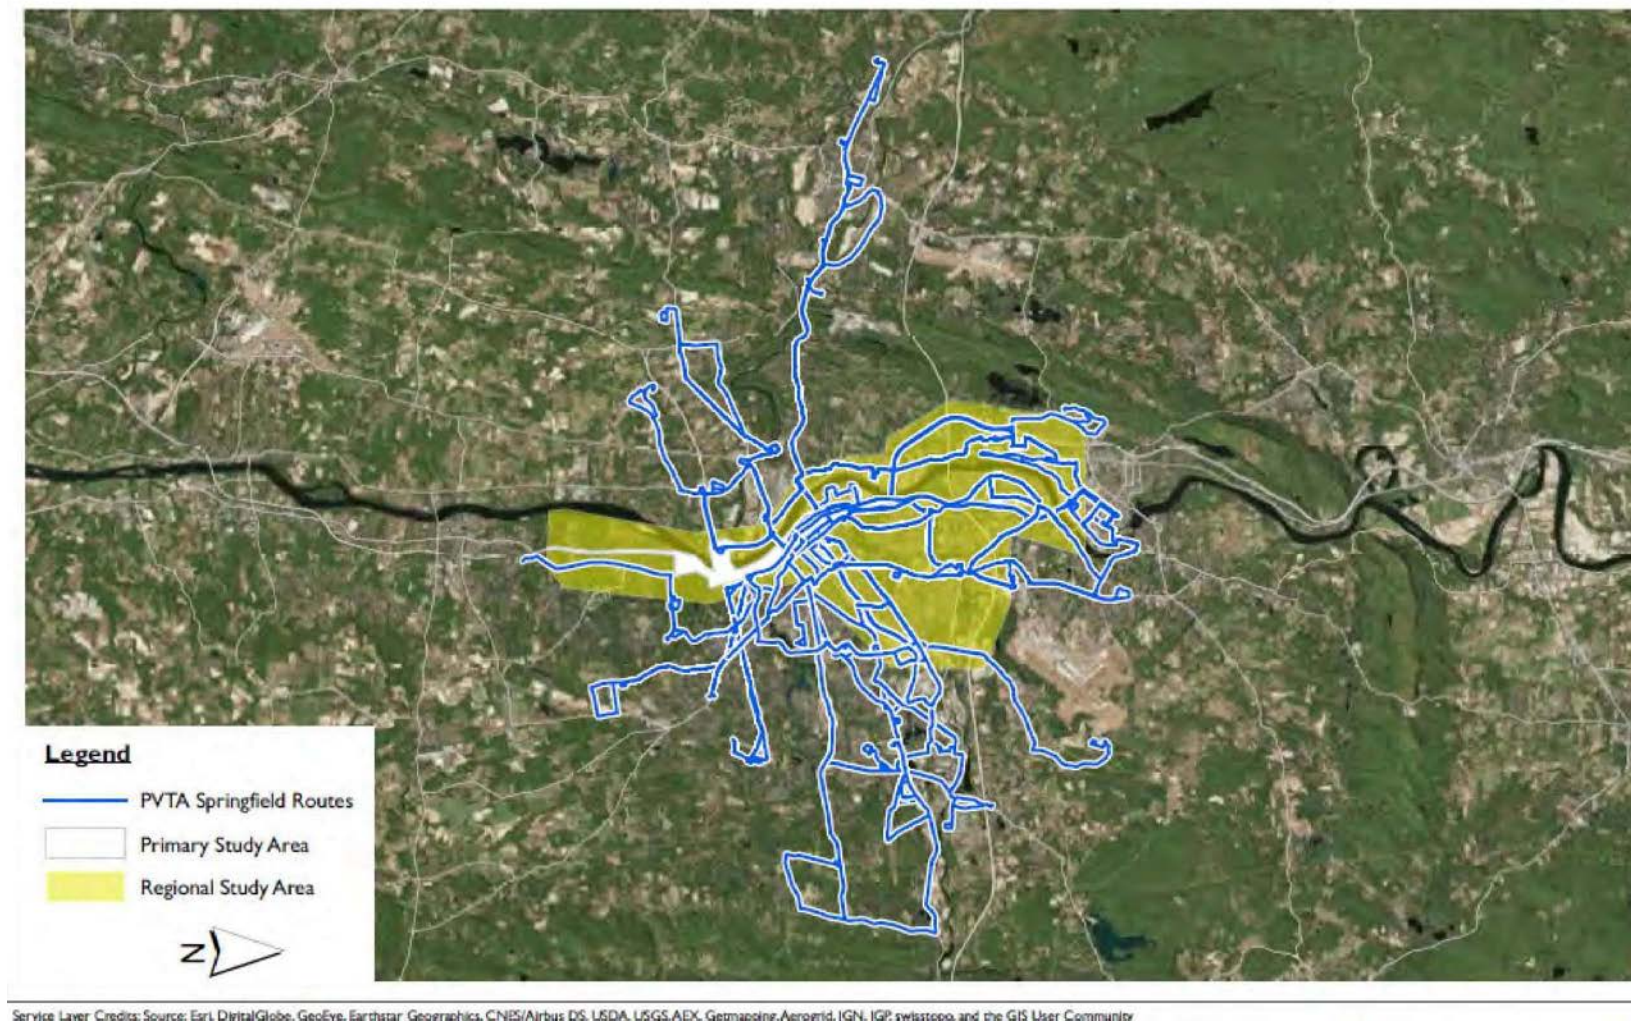 Legend
PVTA Springfield Routes
Primary Study Area
Regional Study Area
N
Service Layer Credits: Source: Esri, DigitalGlobe, GeoEye, Earthstar Geographics, CNES/Airbus DS, USDA, USGS, AEX, Getmapping, Aerogrid, IGN, IGP, swisstopo, and the GIS User Community